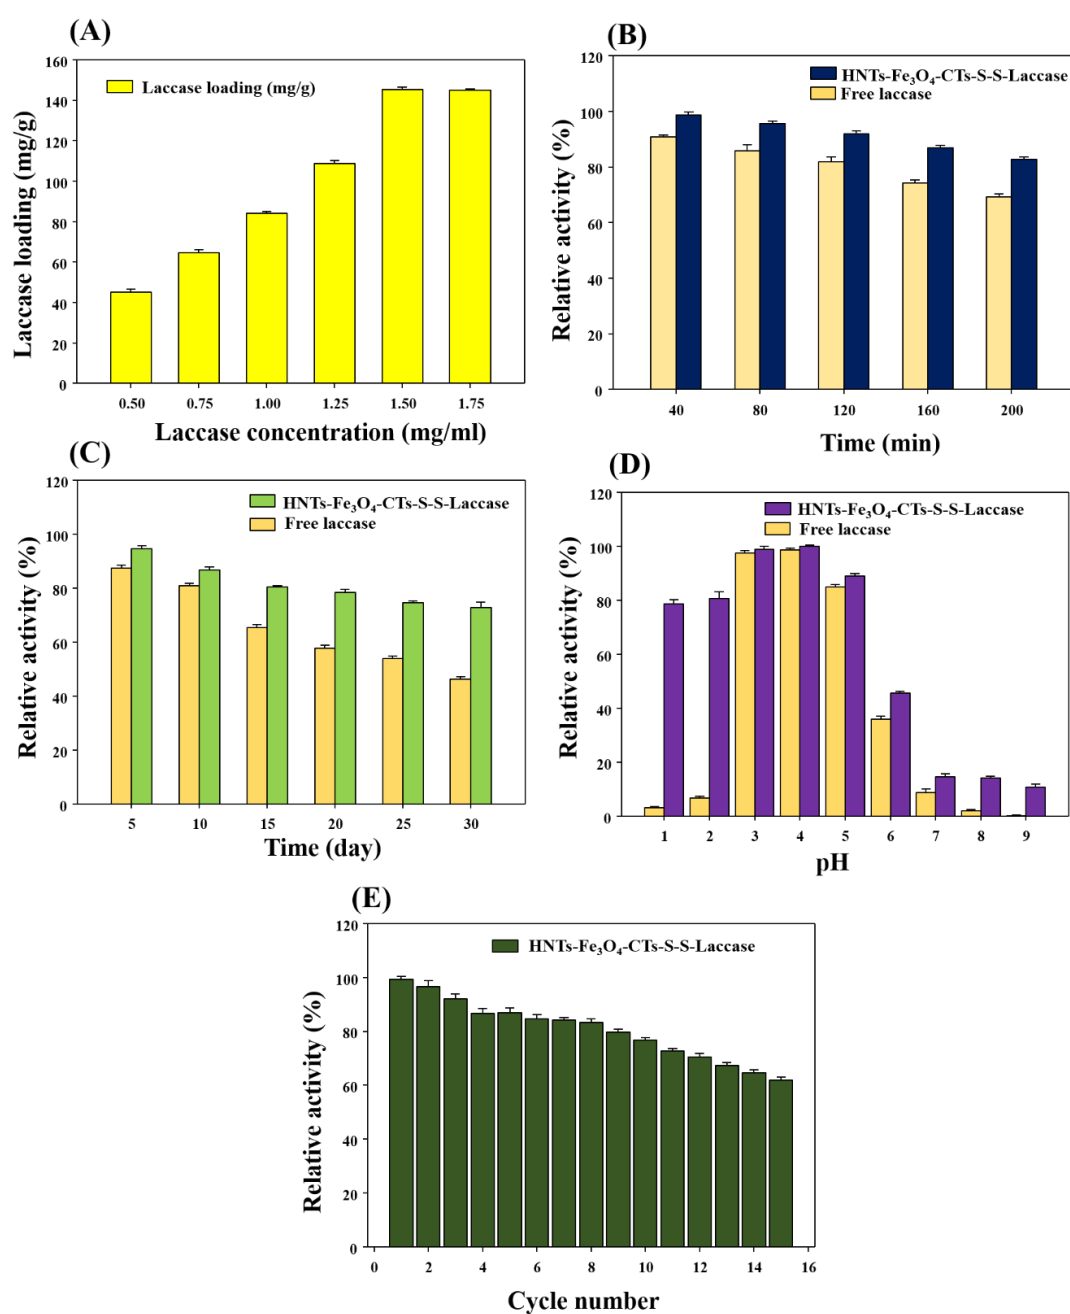 (A)
Laccase loading (mg/g)
160
140
120
100
80
60
40
20
0
Laccase loading (mg/g)
0.50 0.75 1.00 1.25 1.50 1.75
Laccase concentration (mg/ml)
(B)
Relative activity (%)
120
100
80
60
40
20
0
HNTs-Fe₃O₄-CTs-S-S-Laccase
Free laccase
40 80 120 160 200
Time (min)
(C)
Relative activity (%)
120
100
80
60
40
20
0
HNTs-Fe₃O₄-CTs-S-S-Laccase
Free laccase
5 10 15 20 25 30
Time (day)
(D)
Relative activity (%)
120
100
80
60
40
20
0
HNTs-Fe₃O₄-CTs-S-S-Laccase
Free laccase
1 2 3 4 5 6 7 8 9
pH
(E)
Relative activity (%)
120
100
80
60
40
20
0
HNTs-Fe₃O₄-CTs-S-S-Laccase
0 2 4 6 8 10 12 14 16
Cycle number